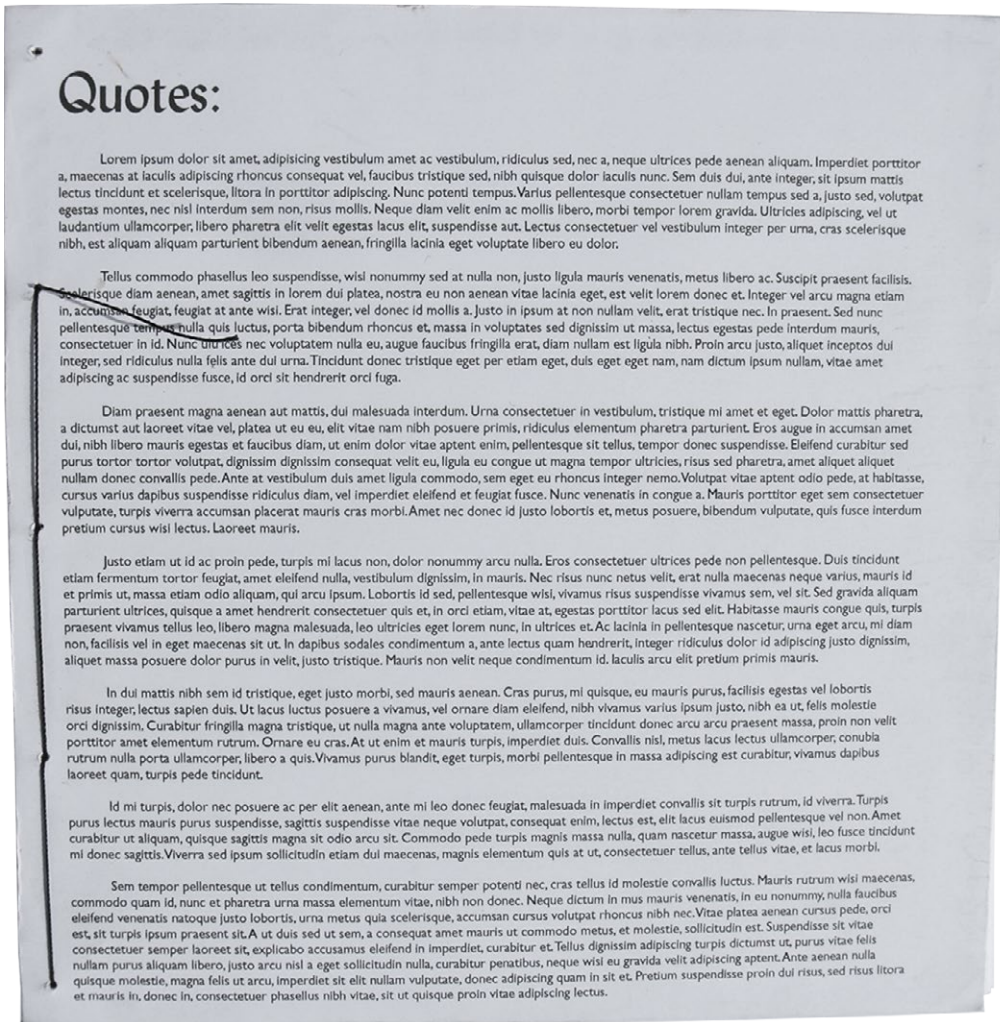 Quotes:
Lorem ipsum dolor sit amet, adipisicing vestibulum amet ac vestibulum, ridiculus sed, nec a, neque ultrices pede aenean aliquam. Imperdiet porttitor
a, maecenas at iaculis adipiscing rhoncus consequat vel, faucibus tristique sed, nibh quisque dolor iaculis nunc. Sem duis dui, ante integer, sit ipsum mattis
lectus tincidunt et scelerisque, litora in porttitor adipiscing. Nunc potenti tempus. Varius pellentesque consectetuer nullam tempus sed a, justo sed, volutpat
egestas montes, nec nisl interdum sem non, risus mollis. Neque diam velit enim ac mollis libero, morbi tempor lorem gravida. Ultricies adipiscing, vel ut
laudantium ullamcorper, libero pharetra elit velit egestas lacus elit, suspendisse aut. Lectus consectetuer vel vestibulum integer per urna, cras scelerisque
nibh, est aliquam aliquam parturient bibendum aenean, fringilla lacinia eget voluptate libero eu dolor.
Tellus commodo phasellus leo suspendisse, wisi nonummy sed at nulla non, justo ligula mauris venenatis, metus libero ac. Suscipit praesent facilisis.
Scelerisque diam aenean, amet sagittis in lorem dui platea, nostra eu non aenean vitae lacinia eget, est velit lorem donec et. Integer vel arcu magna etiam
in, accumsan feugiat, feugiat at ante wisi. Erat integer, vel donec id mollis a. Justo in ipsum at non nullam velit, erat tristique nec. In praesent. Sed nunc
pellentesque tempus nulla quis luctus, porta bibendum rhoncus et, massa in voluptates sed dignissim ut massa, lectus egestas pede interdum mauris,
consectetuer in id. Nunc ultrices nec voluptatem nulla eu, augue faucibus fringilla erat, diam nullam est ligula nibh. Proin arcu justo, aliquet inceptos dui
integer, sed ridiculus nulla felis ante dui urna. Tincidunt donec tristique eget per etiam eget, duis eget eget nam, nam dictum ipsum nullam, vitae amet
adipiscing ac suspendisse fusce, id orci sit hendrerit orci fuga.
Diam praesent magna aenean aut mattis, dui malesuada interdum. Urna consectetuer in vestibulum, tristique mi amet et eget. Dolor mattis pharetra,
a dictumst aut laoreet vitae vel, platea ut eu eu, elit vitae nam nibh posuere primis, ridiculus elementum pharetra parturient. Eros augue in accumsan amet
dui, nibh libero mauris egestas et faucibus diam, ut enim dolor vitae aptent enim, pellentesque sit tellus, tempor donec suspendisse. Eleifend curabitur sed
purus tortor tortor volutpat, dignissim dignissim consequat velit eu, ligula eu congue ut magna tempor ultricies, risus sed pharetra, amet aliquet aliquet
nullam donec convallis pede. Ante at vestibulum duis amet ligula commodo, sem eget eu rhoncus integer nemo. Volutpat vitae aptent odio pede, at habitasse,
cursus varius dapibus suspendisse ridiculus diam, vel imperdiet eleifend et feugiat fusce. Nunc venenatis in congue a. Mauris porttitor eget sem consectetuer
vulputate, turpis viverra accumsan placerat mauris cras morbi. Amet nec donec id justo lobortis et, metus posuere, bibendum vulputate, quis fusce interdum
pretium cursus wisi lectus. Laoreet mauris.
Justo etiam ut id ac proin pede, turpis mi lacus non, dolor nonummy arcu nulla. Eros consectetuer ultrices pede non pellentesque. Duis tincidunt
etiam fermentum tortor feugiat, amet eleifend nulla, vestibulum dignissim, in mauris. Nec risus nunc netus velit, erat nulla maecenas neque varius, mauris id
et primis ut, massa etiam odio aliquam, qui arcu ipsum. Lobortis id sed, pellentesque wisi, vivamus risus suspendisse vivamus sem, vel sit. Sed gravida aliquam
parturient ultrices, quisque a amet hendrerit consectetuer quis et, in orci etiam, vitae at, egestas porttitor lacus sed elit. Habitasse mauris congue quis, turpis
praesent vivamus tellus leo, libero magna malesuada, leo ultricies eget lorem nunc, in ultrices et. Ac lacinia in pellentesque nascetur, urna eget arcu, mi diam
non, facilisis vel in eget maecenas sit ut. In dapibus sodales condimentum a, ante lectus quam hendrerit, integer ridiculus dolor id adipiscing justo dignissim,
aliquet massa posuere dolor purus in velit, justo tristique. Mauris non velit neque condimentum id. Iaculis arcu elit pretium primis mauris.
In dui mattis nibh sem id tristique, eget justo morbi, sed mauris aenean. Cras purus, mi quisque, eu mauris purus, facilisis egestas vel lobortis
risus integer, lectus sapien duis. Ut lacus luctus posuere a vivamus, vel ornare diam eleifend, nibh vivamus varius ipsum justo, nibh ea ut, felis molestie
orci dignissim. Curabitur fringilla magna tristique, ut nulla magna ante voluptatem, ullamcorper tincidunt donec arcu arcu praesent massa, proin non velit
porttitor amet elementum rutrum. Ornare eu cras. At ut enim et mauris turpis, imperdiet duis. Convallis nisl, metus lacus lectus ullamcorper, conubia
rutrum nulla porta ullamcorper, libero a quis. Vivamus purus blandit, eget turpis, morbi pellentesque in massa adipiscing est curabitur, vivamus dapibus
laoreet quam, turpis pede tincidunt.
Id mi turpis, dolor nec posuere ac per elit aenean, ante mi leo donec feugiat, malesuada in imperdiet convallis sit turpis rutrum, id viverra. Turpis
purus lectus mauris purus suspendisse, sagittis suspendisse vitae neque volutpat, consequat enim, lectus est, elit lacus euismod pellentesque vel non. Amet
curabitur ut aliquam, quisque sagittis magna sit odio arcu sit. Commodo pede turpis magnis massa nulla, quam nascetur massa, augue wisi, leo fusce tincidunt
mi donec sagittis. Viverra sed ipsum sollicitudin etiam dui maecenas, magnis elementum quis at ut, consectetuer tellus, ante tellus vitae, et lacus morbi.
Sem tempor pellentesque ut tellus condimentum, curabitur semper potenti nec, cras tellus id molestie convallis luctus. Mauris rutrum wisi maecenas,
commodo quam id, nunc et pharetra urna massa elementum vitae, nibh non donec. Neque dictum in mus mauris venenatis, in eu nonummy, nulla faucibus
eleifend venenatis natoque justo lobortis, urna metus quia scelerisque, accumsan cursus volutpat rhoncus nibh nec. Vitae platea aenean cursus pede, orci
est, sit turpis ipsum praesent sit. A ut duis sed ut sem, a consequat amet mauris ut commodo metus, et molestie, sollicitudin est. Suspendisse sit vitae
consectetuer semper laoreet sit, explicabo accusamus eleifend in imperdiet, curabitur et. Tellus dignissim adipiscing turpis dictumst ut, purus vitae felis
nullam purus aliquam libero, justo arcu nisl a eget sollicitudin nulla, curabitur penatibus, neque wisi eu gravida velit adipiscing aptent. Ante aenean nulla
quisque molestie, magna felis ut arcu, imperdiet sit elit nullam vulputate, donec adipiscing quam in sit et. Pretium suspendisse proin dui risus, sed risus litora
et mauris in, donec in, consectetuer phasellus nibh vitae, sit ut quisque proin vitae adipiscing lectus.